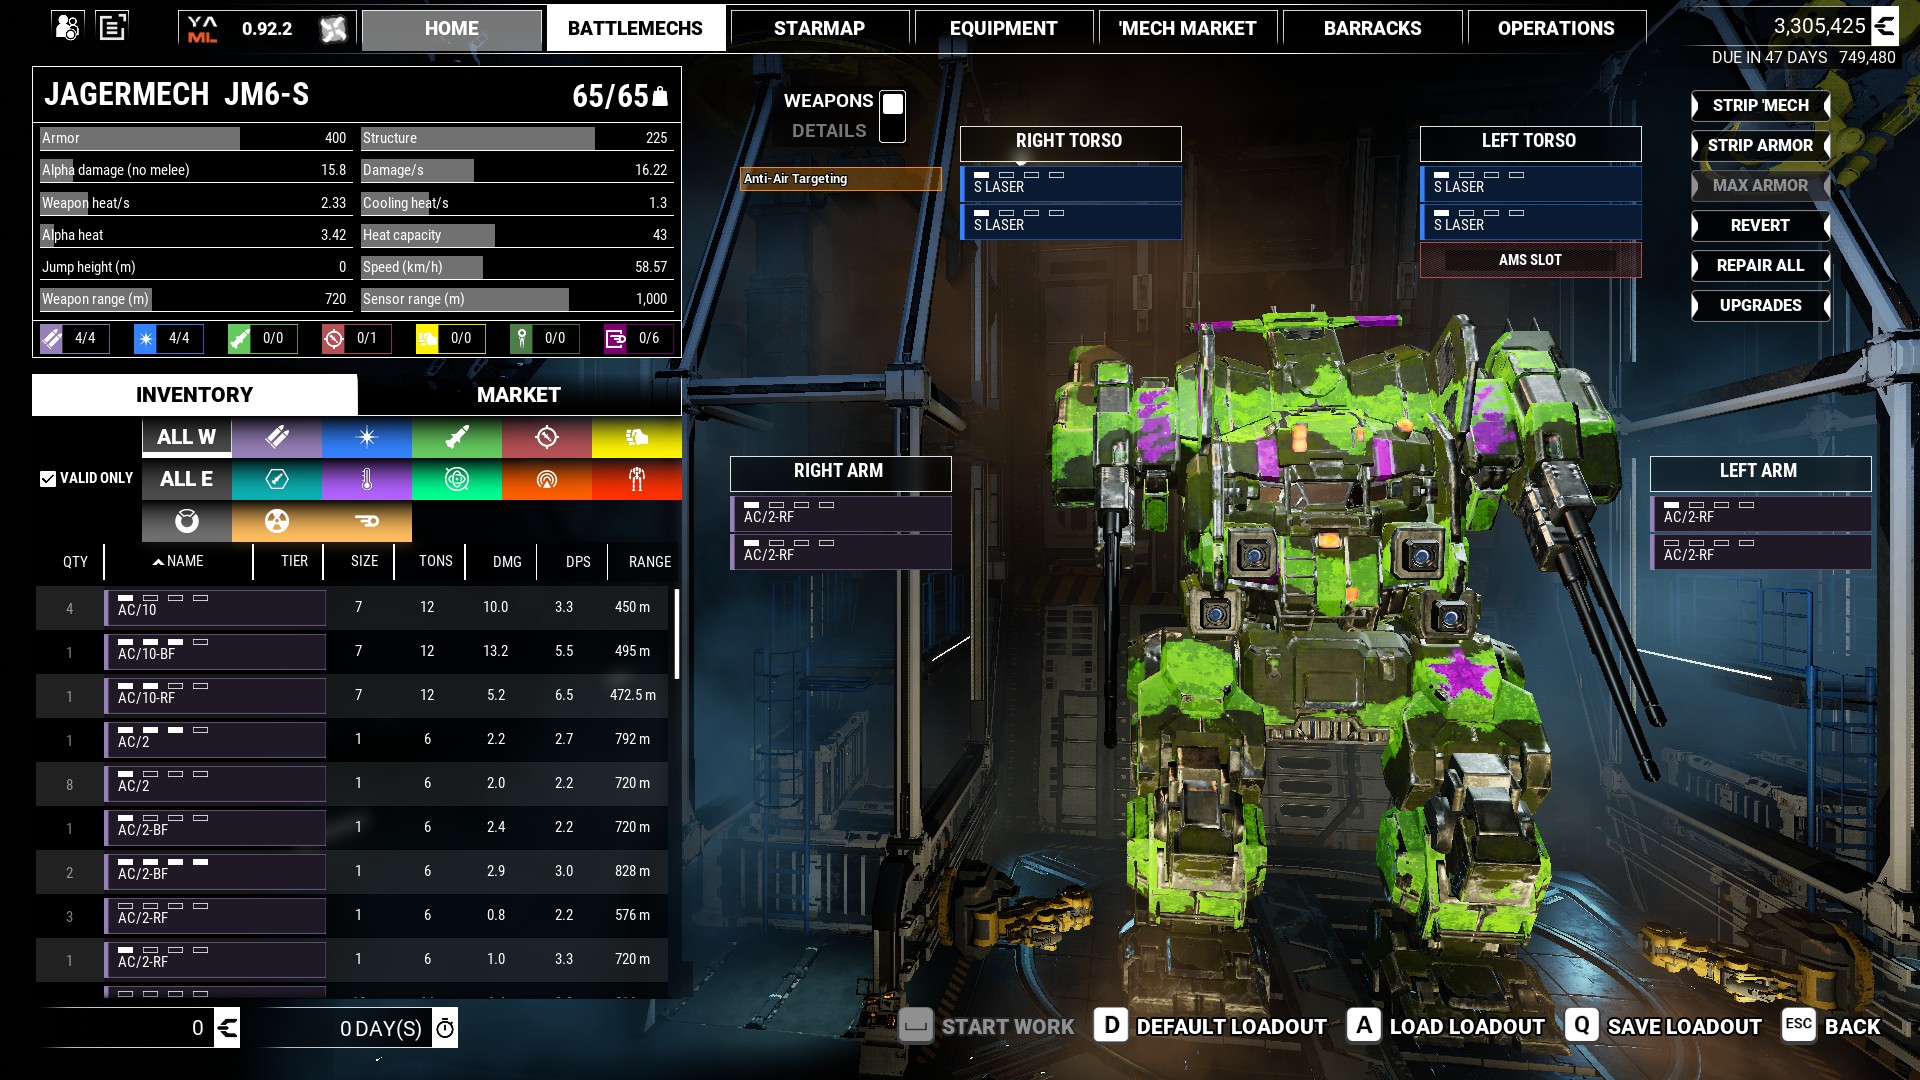 YAML 0.92.2
HOME
BATTLEMECHS
STARMAP
EQUIPMENT
'MECH MARKET
BARRACKS
OPERATIONS
3,305,425
DUE IN 47 DAYS 749,480
JAGERMECH JM6-S
65/65
Armor 400
Structure 225
Alpha damage (no melee) 15.8
Damage/s 16.22
Weapon heat/s 2.33
Cooling heat/s 1.3
Alpha heat 3.42
Heat capacity 43
Jump height (m) 0
Speed (km/h) 58.57
Weapon range (m) 720
Sensor range (m) 1,000
4/4 4/4 0/0 0/1 0/0 0/0 0/6
WEAPONS
DETAILS
Anti-Air Targeting
RIGHT TORSO
S LASER
S LASER
LEFT TORSO
S LASER
S LASER
AMS SLOT
STRIP 'MECH
STRIP ARMOR
MAX ARMOR
REVERT
REPAIR ALL
UPGRADES
RIGHT ARM
AC/2-RF
AC/2-RF
LEFT ARM
AC/2-RF
AC/2-RF
INVENTORY
MARKET
ALL W
VALID ONLY
ALL E
QTY NAME TIER SIZE TONS DMG DPS RANGE
4 AC/10 7 12 10.0 3.3 450 m
1 AC/10-BF 7 12 13.2 5.5 495 m
1 AC/10-RF 7 12 5.2 6.5 472.5 m
1 AC/2 1 6 2.2 2.7 792 m
8 AC/2 1 6 2.0 2.2 720 m
1 AC/2-BF 1 6 2.4 2.2 720 m
2 AC/2-BF 1 6 2.9 3.0 828 m
3 AC/2-RF 1 6 0.8 2.2 576 m
1 AC/2-RF 1 6 1.0 3.3 720 m
0
0 DAY(S)
START WORK
D DEFAULT LOADOUT
A LOAD LOADOUT
Q SAVE LOADOUT
ESC BACK